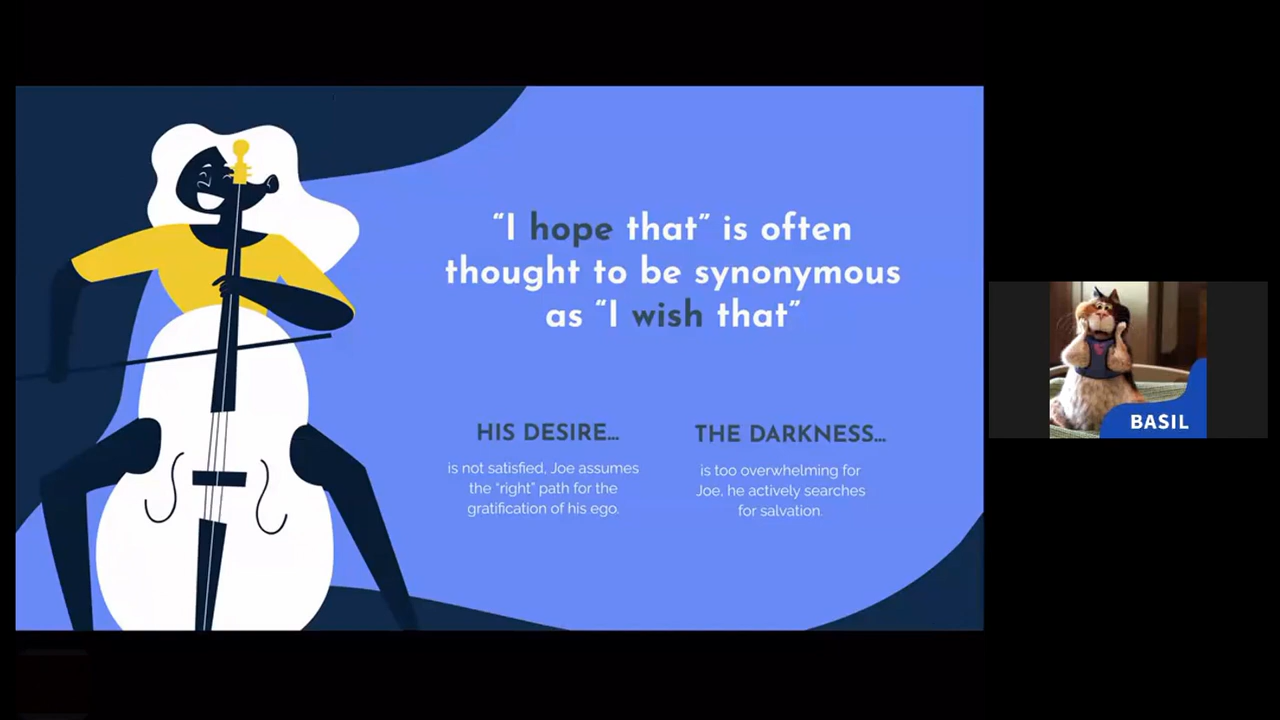 “I hope that” is often
thought to be synonymous
as “I wish that”
HIS DESIRE...
is not satisfied, Joe assumes
the “right” path for the
gratification of his ego.
THE DARKNESS...
is too overwhelming for
Joe, he actively searches
for salvation.
BASIL